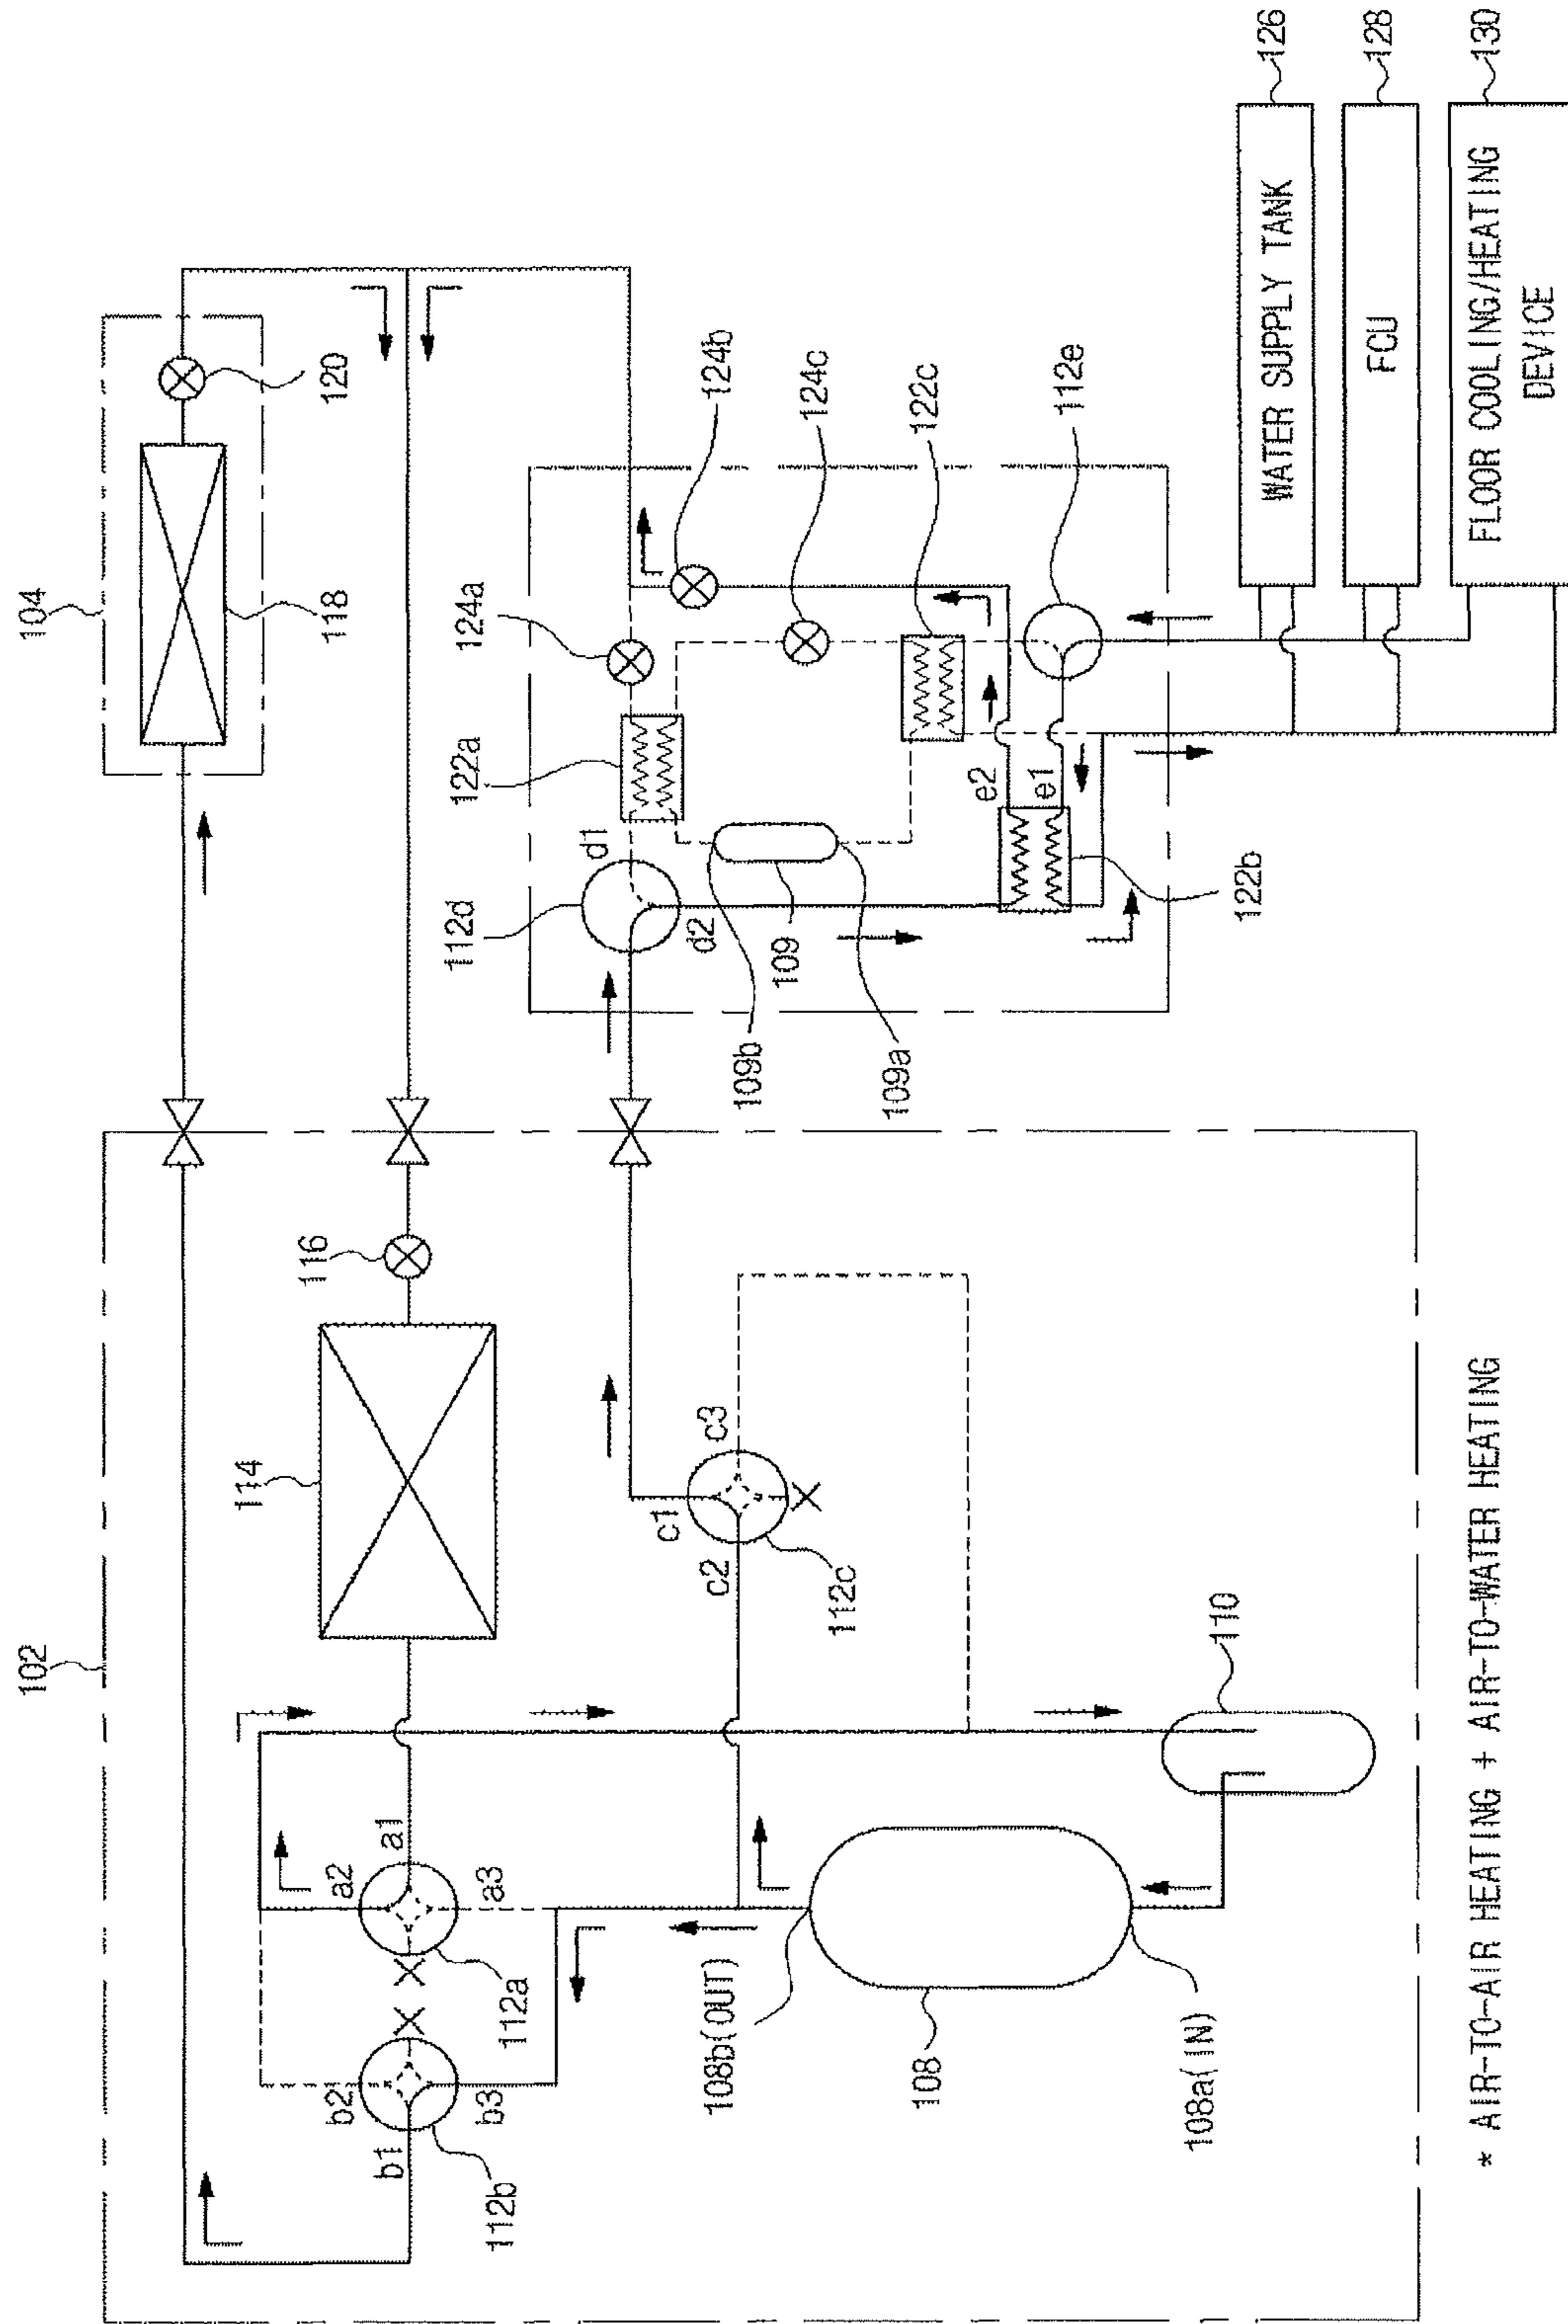 102
104
114
116
118
120
a1
a2
a3
112a
b1
b2
b3
112b
c1
c2
c3
112c
108b(OUT)
108
108a(IN)
110
112d
d1
d2
122a
124a
124b
124c
122c
112e
109b
109
109a
e2
e1
122b
WATER SUPPLY TANK
126
FCU
128
FLOOR COOLING/HEATING
DEVICE
130
* AIR-TO-AIR HEATING + AIR-TO-WATER HEATING